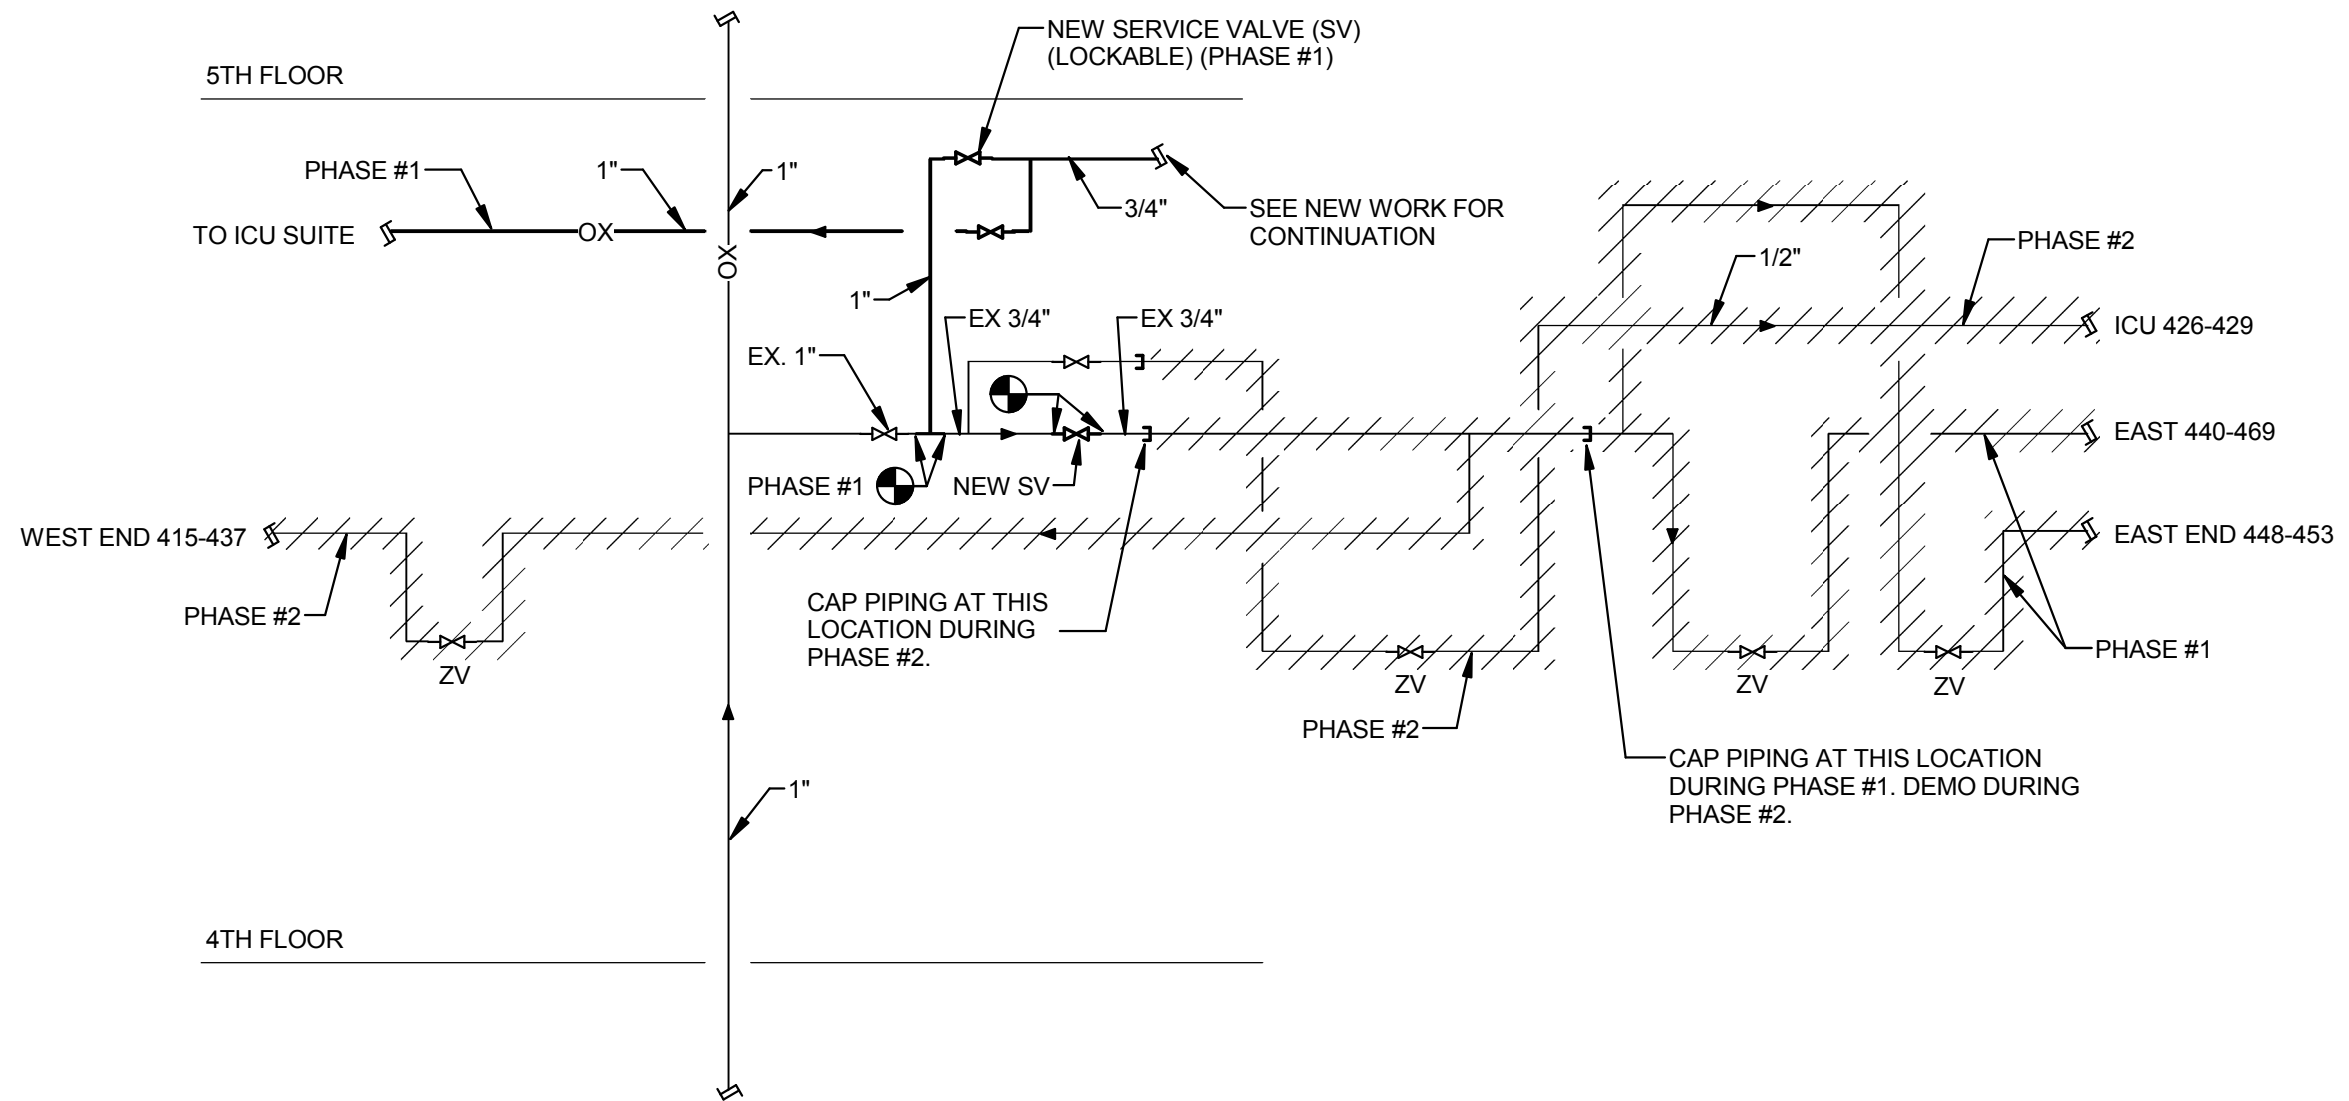 NEW SERVICE VALVE (SV)
(LOCKABLE) (PHASE #1)
5TH FLOOR
PHASE #1
1"
1"
3/4"
SEE NEW WORK FOR
CONTINUATION
TO ICU SUITE
OX
OX
PHASE #2
1/2"
1"
EX 3/4"
EX 3/4"
ICU 426-429
EX. 1"
EAST 440-469
PHASE #1
NEW SV
WEST END 415-437
EAST END 448-453
PHASE #2
CAP PIPING AT THIS
LOCATION DURING
PHASE #2.
PHASE #1
ZV
ZV
ZV
ZV
PHASE #2
CAP PIPING AT THIS LOCATION
DURING PHASE #1. DEMO DURING
PHASE #2.
1"
4TH FLOOR